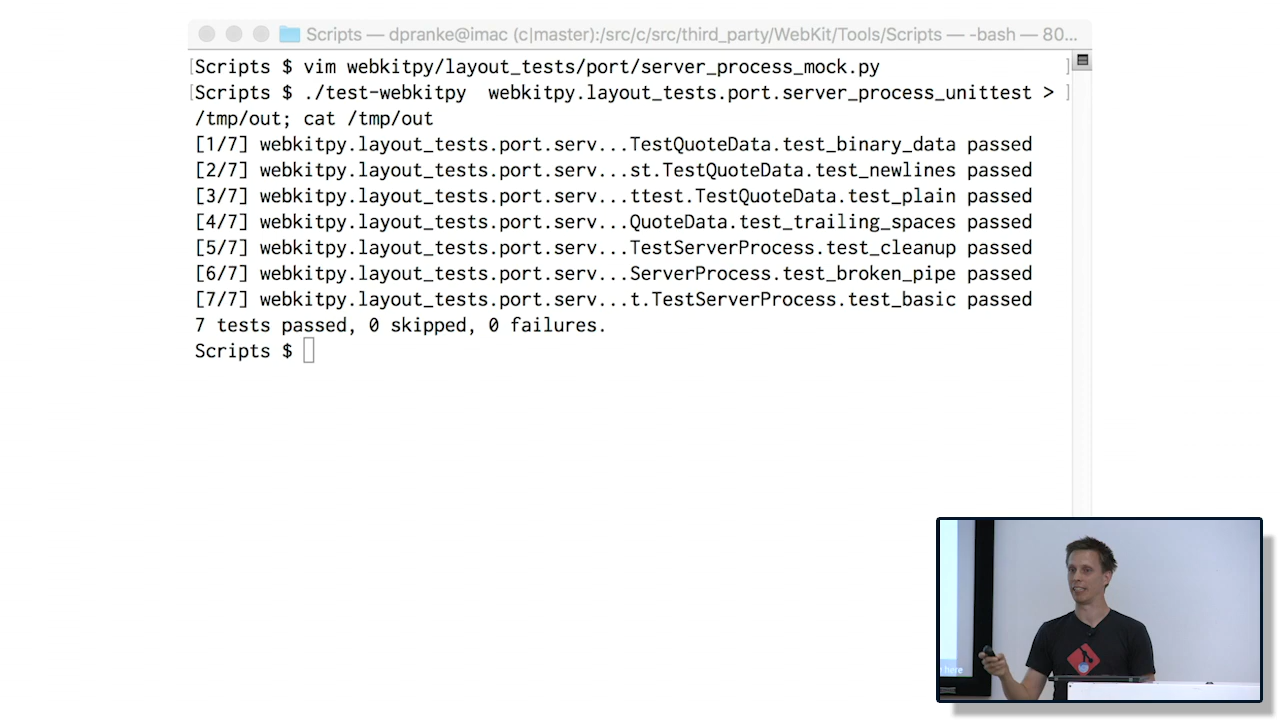 Scripts — dpranke@imac (c|master):/src/c/src/third_party/WebKit/Tools/Scripts — -bash — 80...
[Scripts $ vim webkitpy/layout_tests/port/server_process_mock.py ]
[Scripts $ ./test-webkitpy  webkitpy.layout_tests.port.server_process_unittest > ]
/tmp/out; cat /tmp/out
[1/7] webkitpy.layout_tests.port.serv...TestQuoteData.test_binary_data passed
[2/7] webkitpy.layout_tests.port.serv...st.TestQuoteData.test_newlines passed
[3/7] webkitpy.layout_tests.port.serv...ttest.TestQuoteData.test_plain passed
[4/7] webkitpy.layout_tests.port.serv...QuoteData.test_trailing_spaces passed
[5/7] webkitpy.layout_tests.port.serv...TestServerProcess.test_cleanup passed
[6/7] webkitpy.layout_tests.port.serv...ServerProcess.test_broken_pipe passed
[7/7] webkitpy.layout_tests.port.serv...t.TestServerProcess.test_basic passed
7 tests passed, 0 skipped, 0 failures.
Scripts $
here